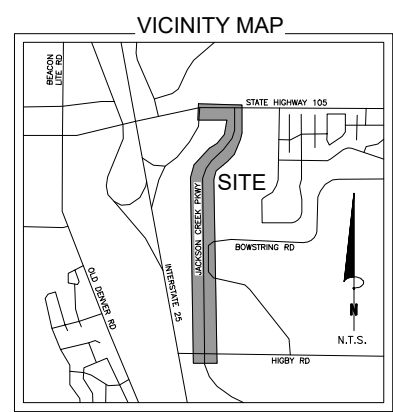 VICINITY MAP
BEACON
LITE RD
STATE HIGHWAY 105
SITE
JACKSON CREEK PKWY
BOWSTRING RD
OLD DENVER RD
INTERSTATE 25
N
N.T.S.
HIGBY RD